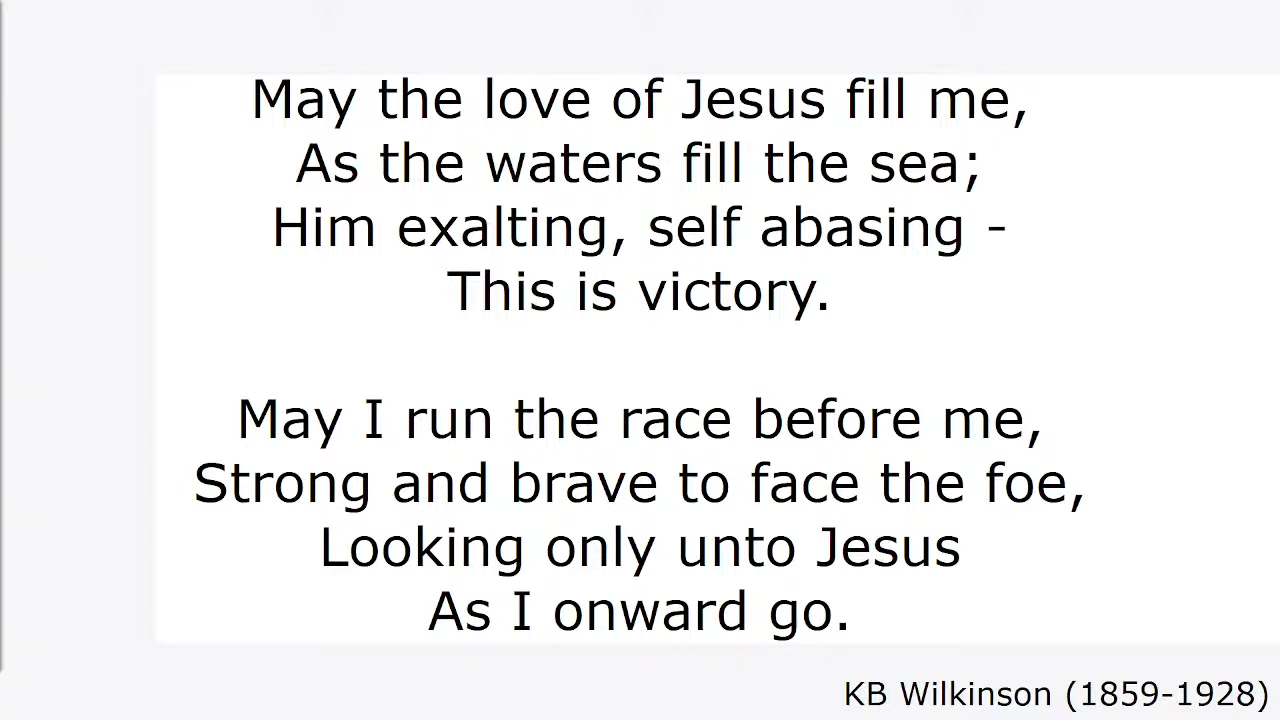 May the love of Jesus fill me,
As the waters fill the sea;
Him exalting, self abasing -
This is victory.
May I run the race before me,
Strong and brave to face the foe,
Looking only unto Jesus
As I onward go.
KB Wilkinson (1859-1928)